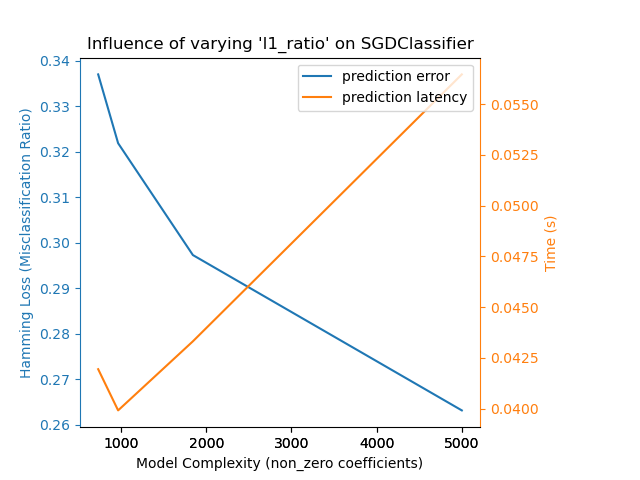 Influence of varying 'l1_ratio' on SGDClassifier
prediction error
prediction latency
Hamming Loss (Misclassification Ratio)
0.34
0.33
0.32
0.31
0.30
0.29
0.28
0.27
0.26
0.0550
0.0525
0.0500
0.0475
0.0450
0.0425
0.0400
Time (s)
1000 2000 3000 4000 5000
Model Complexity (non_zero coefficients)